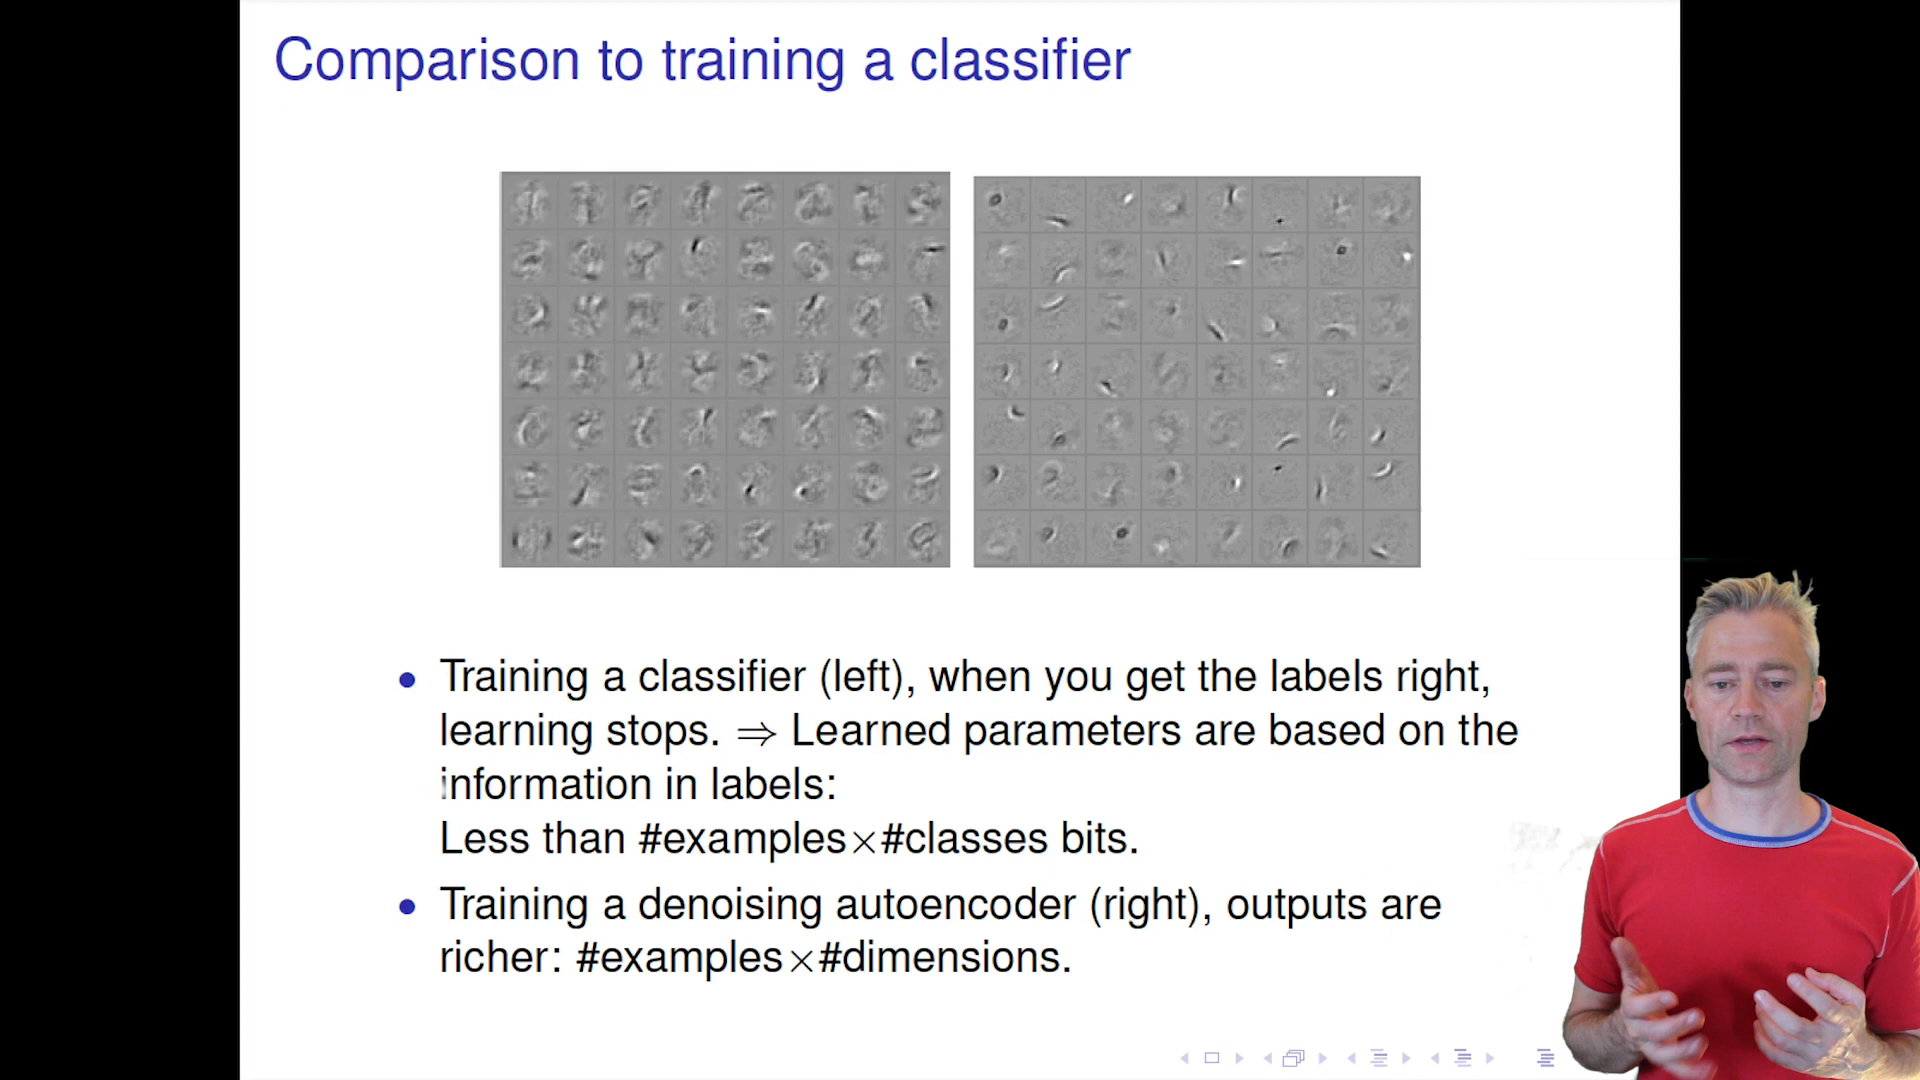 Comparison to training a classifier
• Training a classifier (left), when you get the labels right,
learning stops. ⇒ Learned parameters are based on the
information in labels:
Less than #examples×#classes bits.
• Training a denoising autoencoder (right), outputs are
richer: #examples×#dimensions.